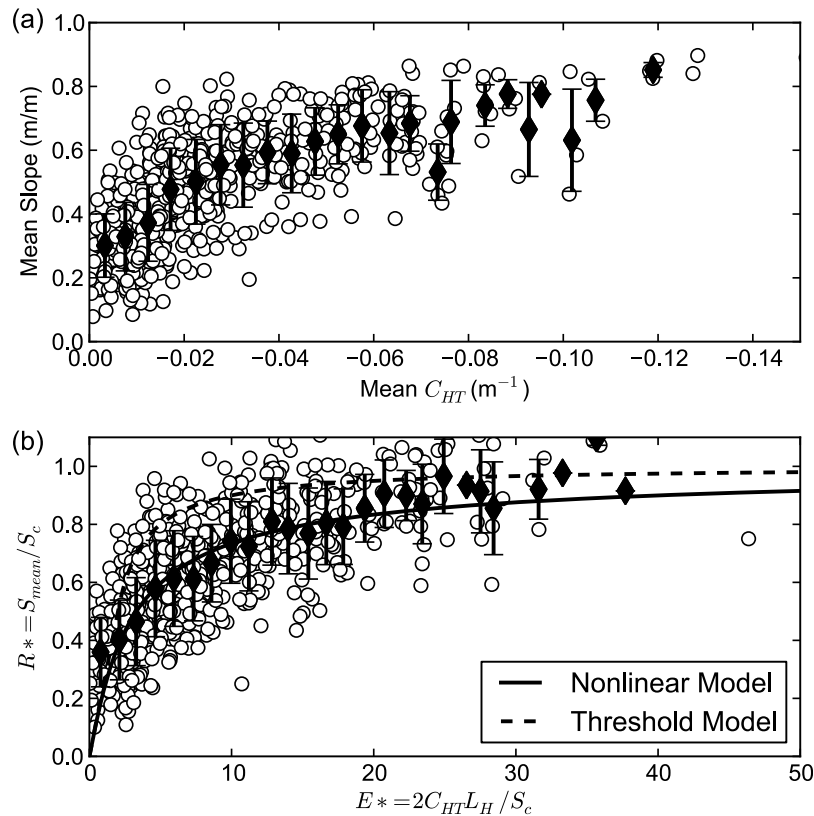 (a)
1.0
0.8
0.6
0.4
0.2
0.0
Mean Slope (m/m)
0.00 −0.02 −0.04 −0.06 −0.08 −0.10 −0.12 −0.14
Mean C_HT (m⁻¹)
(b)
1.0
0.8
0.6
0.4
0.2
0.0
R* = S_mean/S_c
Nonlinear Model
Threshold Model
0 10 20 30 40 50
E* = 2C_HT L_H/S_c